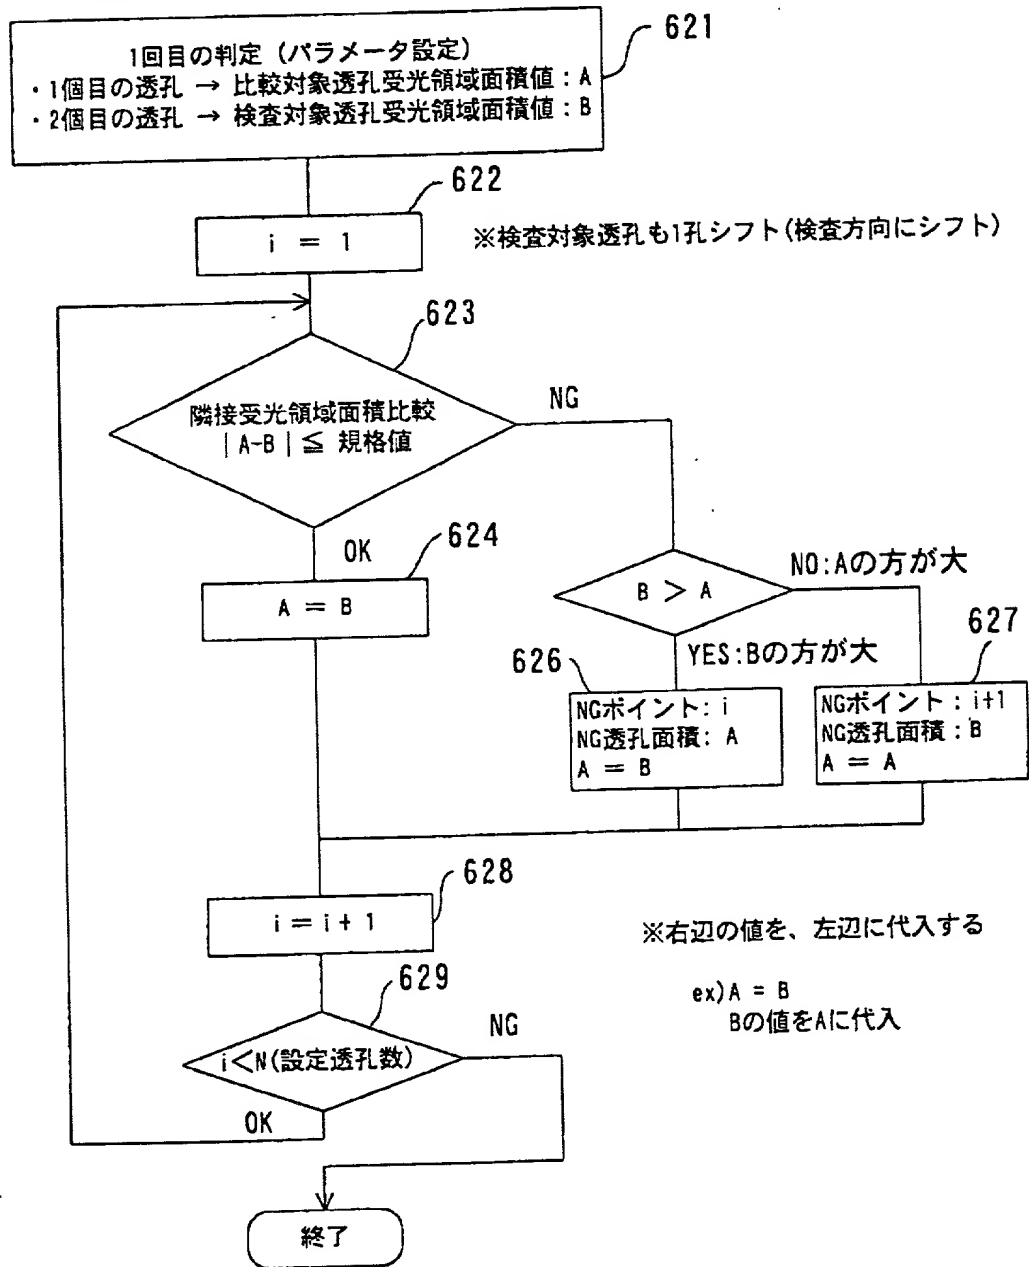 621
1回目の判定 (パラメータ設定)
・1個目の透孔 → 比較対象透孔受光領域面積値：A
・2個目の透孔 → 検査対象透孔受光領域面積値：B
622
i = 1
※検査対象透孔も1孔シフト(検査方向にシフト)
623
隣接受光領域面積比較
|A-B| ≦ 規格値
NG
OK
624
A = B
B > A
NO:Aの方が大
YES:Bの方が大
626
NGポイント: i
NG透孔面積: A
A = B
627
NGポイント: i+1
NG透孔面積: B
A = A
628
i = i + 1
※右辺の値を、左辺に代入する
ex)A = B
Bの値をAに代入
629
i<N(設定透孔数)
NG
OK
終了